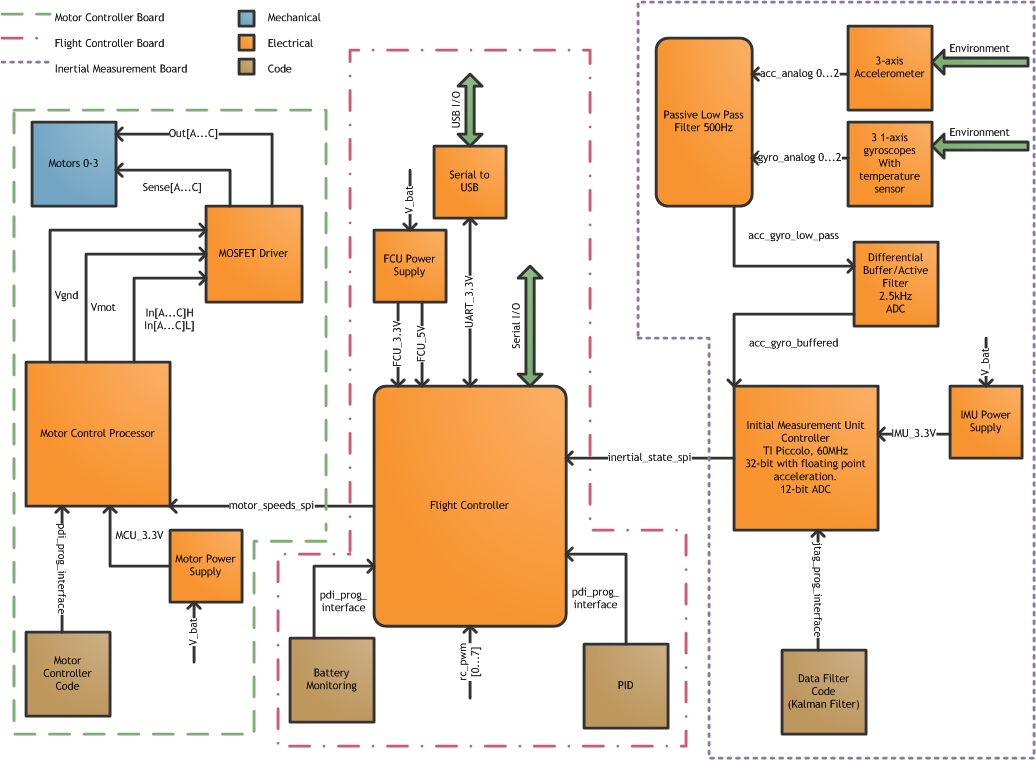 Motor Controller Board
Mechanical
Flight Controller Board
Electrical
Inertial Measurement Board
Code
Motors 0-3
Out[A...C]
Sense[A...C]
MOSFET Driver
Vgnd
Vmot
In[A...C]H
In[A...C]L]
Motor Control Processor
motor_speeds_spi
pdi_prog_interface
MCU_3.3V
Motor Power
Supply
V_bat
Motor
Controller
Code
USB I/O
Serial to
USB
V_bat
FCU Power
Supply
FCU_3.3V
FCU_5V
UART_3.3V
Serial I/O
Flight Controller
inertial_state_spi
pdi_prog_
interface
pdi_prog_
interface
Battery
Monitoring
rc_pwm
[0...7]
PID
Passive Low Pass
Filter 500Hz
acc_analog 0...2
3-axis
Accelerometer
Environment
gyro_analog 0...2
3 1-axis
gyroscopes
With
temperature
sensor
Environment
acc_gyro_low_pass
Differential
Buffer/Active
Filter
2.5kHz
ADC
acc_gyro_buffered
V_bat
Initial Measurement Unit
Controller
TI Piccolo, 60MHz
32-bit with floating point
acceleration.
12-bit ADC
IMU_3.3V
IMU Power
Supply
jtag_prog_interface
Data Filter
Code
(Kalman Filter)